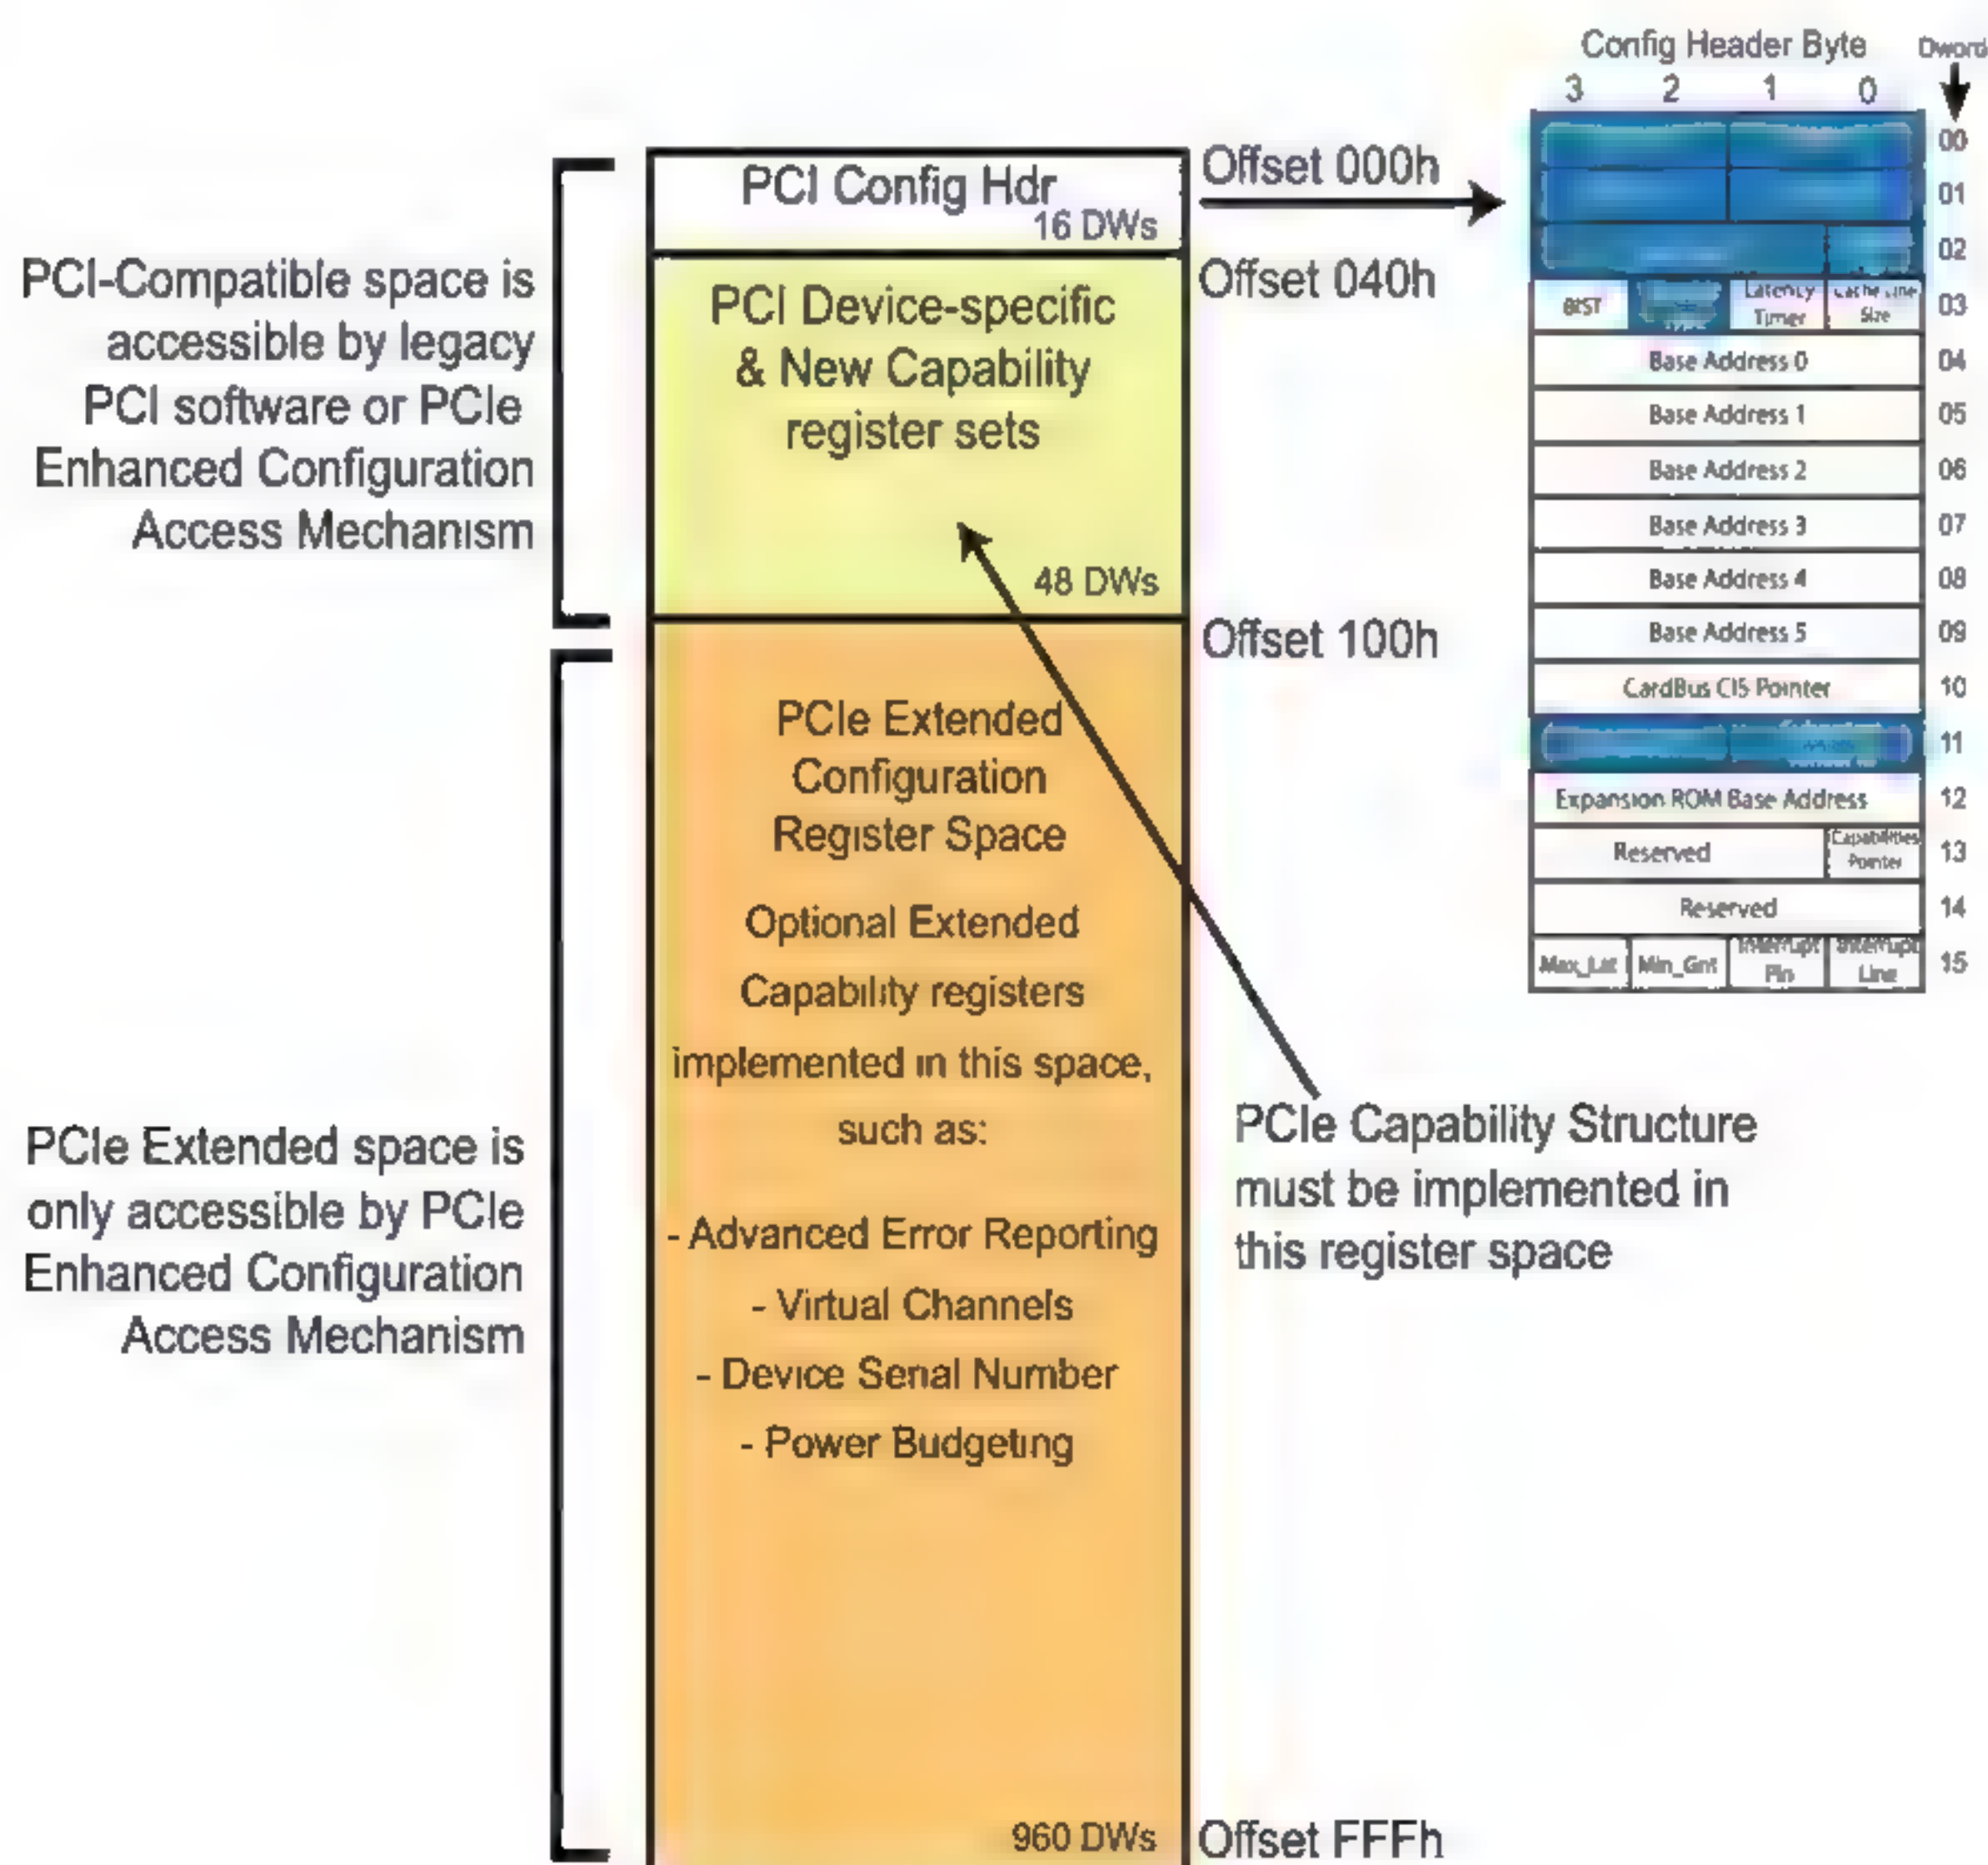 Config Header Byte
Dword
3 2 1 0
PCI Config Hdr
16 DWs
Offset 000h
Offset 040h
PCI-Compatible space is
accessible by legacy
PCI software or PCIe
Enhanced Configuration
Access Mechanism
PCI Device-specific
& New Capability
register sets
48 DWs
Offset 100h
PCIe Extended
Configuration
Register Space
Optional Extended
Capability registers
implemented in this space,
such as:
- Advanced Error Reporting
- Virtual Channels
- Device Serial Number
- Power Budgeting
960 DWs
Offset FFFh
PCIe Extended space is
only accessible by PCIe
Enhanced Configuration
Access Mechanism
PCIe Capability Structure
must be implemented in
this register space
00
01
02
BIST
Type
Latency
Timer
Cache Line
Size
03
Base Address 0 04
Base Address 1 05
Base Address 2 06
Base Address 3 07
Base Address 4 08
Base Address 5 09
CardBus CIS Pointer 10
11
Expansion ROM Base Address 12
Reserved
Capabilities
Pointer
13
Reserved 14
Max_Lat
Min_Gnt
Interrupt
Pin
Interrupt
Line
15